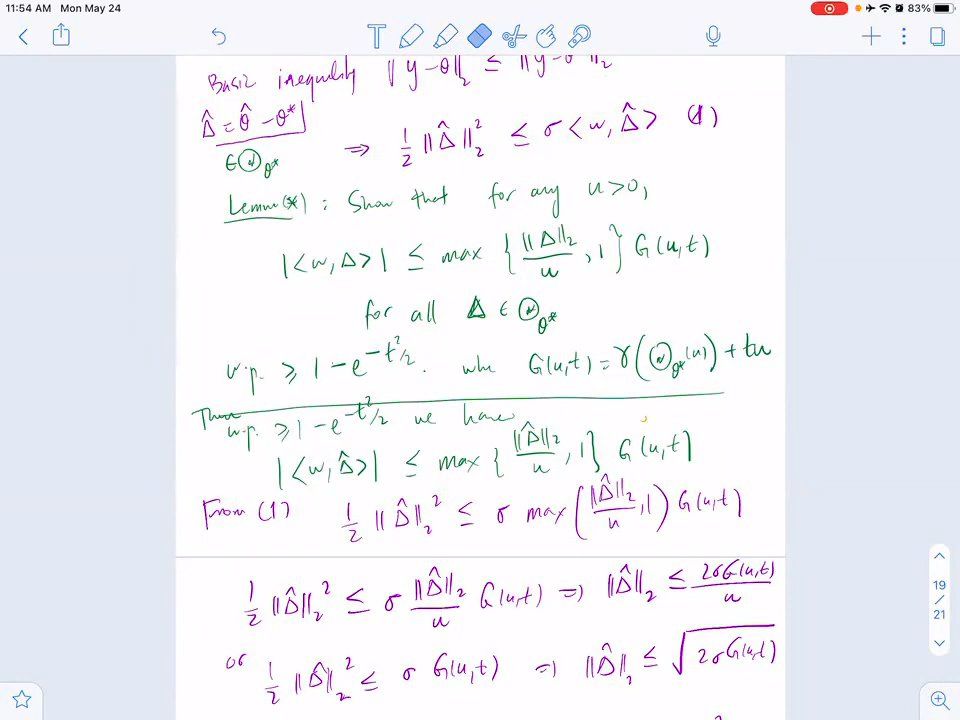 11:54 AM Mon May 24
83%
Basic inequality ‖y-θ‖₂ ≤ ‖y-θ ‖₂
Δ̂ = θ̂ - θ*
∈ Θ_θ*
⇒ 1/2 ‖Δ̂‖₂² ≤ σ <w, Δ̂> (1)
Lemma(*) : Show that for any u>0,
|<w, Δ>| ≤ max { ‖Δ‖₂/u , 1 } G(u,t)
for all Δ ∈ Θ_θ*
w.p. ≥ 1 - e^{-t²/2}. whe G(u,t) = γ(Θ_θ*(u)) + tu
Then w.p. ≥ 1 - e^{-t²/2} we have
|<w, Δ̂>| ≤ max { ‖Δ̂‖₂/u , 1 } G(u,t)
From (1) 1/2 ‖Δ̂‖₂² ≤ σ max ( ‖Δ̂‖₂/u , 1 ) G(u,t)
1/2 ‖Δ̂‖₂² ≤ σ ‖Δ̂‖₂/u G(u,t) ⇒ ‖Δ̂‖₂ ≤ 2σG(u,t)/u
or 1/2 ‖Δ̂‖₂² ≤ σ G(u,t) ⇒ ‖Δ̂‖₂ ≤ √(2σG(u,t))
19
/
21